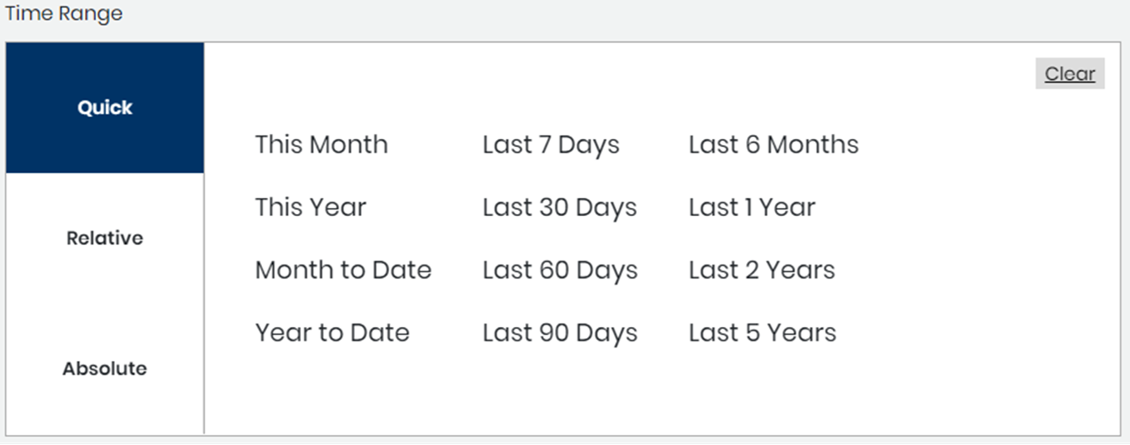 Time Range
Quick
Relative
Absolute
Clear
This Month Last 7 Days Last 6 Months
This Year Last 30 Days Last 1 Year
Month to Date Last 60 Days Last 2 Years
Year to Date Last 90 Days Last 5 Years